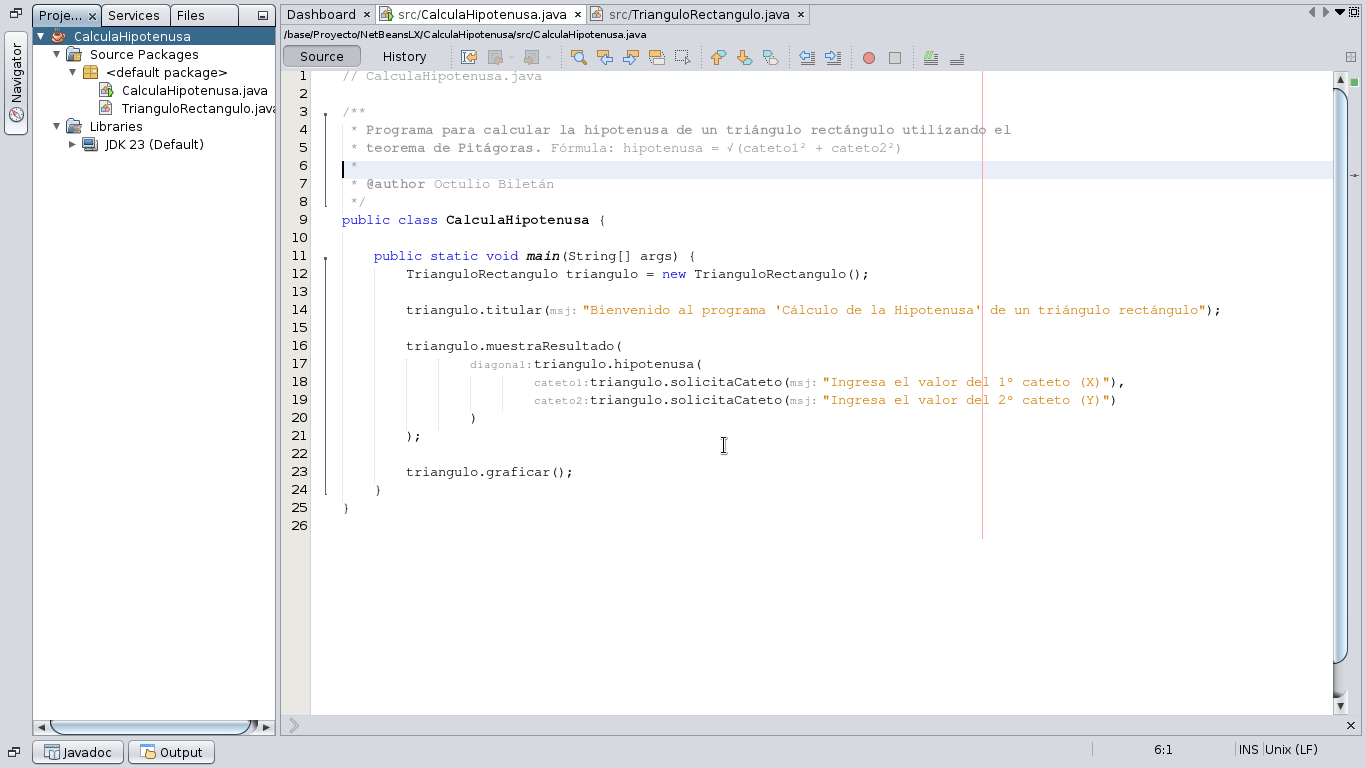 Proje...
Services
Files
Navigator
CalculaHipotenusa
Source Packages
<default package>
CalculaHipotenusa.java
TrianguloRectangulo.java
Libraries
JDK 23 (Default)
Dashboard
src/CalculaHipotenusa.java
src/TrianguloRectangulo.java
/base/Proyecto/NetBeansLX/CalculaHipotenusa/src/CalculaHipotenusa.java
Source History
1 // CalculaHipotenusa.java
2
3 /**
4 * Programa para calcular la hipotenusa de un triángulo rectángulo utilizando el
5 * teorema de Pitágoras. Fórmula: hipotenusa = √(cateto1² + cateto2²)
6 *
7 * @author Octulio Biletán
8 */
9 public class CalculaHipotenusa {
10
11 public static void main(String[] args) {
12 TrianguloRectangulo triangulo = new TrianguloRectangulo();
13
14 triangulo.titular(msj: "Bienvenido al programa 'Cálculo de la Hipotenusa' de un triángulo rectángulo");
15
16 triangulo.muestraResultado(
17 diagonal:triangulo.hipotenusa(
18 cateto1:triangulo.solicitaCateto(msj: "Ingresa el valor del 1º cateto (X)"),
19 cateto2:triangulo.solicitaCateto(msj: "Ingresa el valor del 2º cateto (Y)")
20 )
21 );
22
23 triangulo.graficar();
24 }
25 }
26
Javadoc
Output
6:1
INS
Unix (LF)